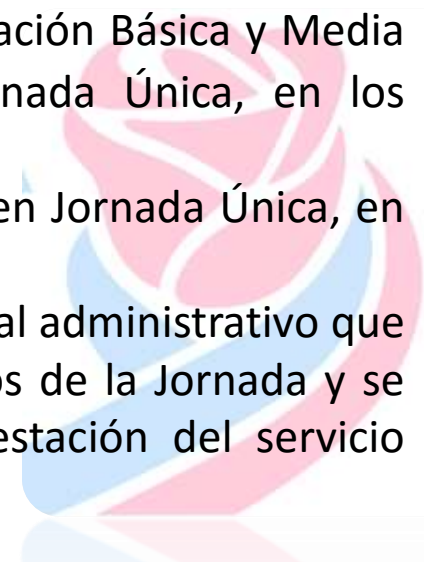 ación Básica y Media
nada Única, en los
en Jornada Única, en
al administrativo que
os de la Jornada y se
estación del servicio